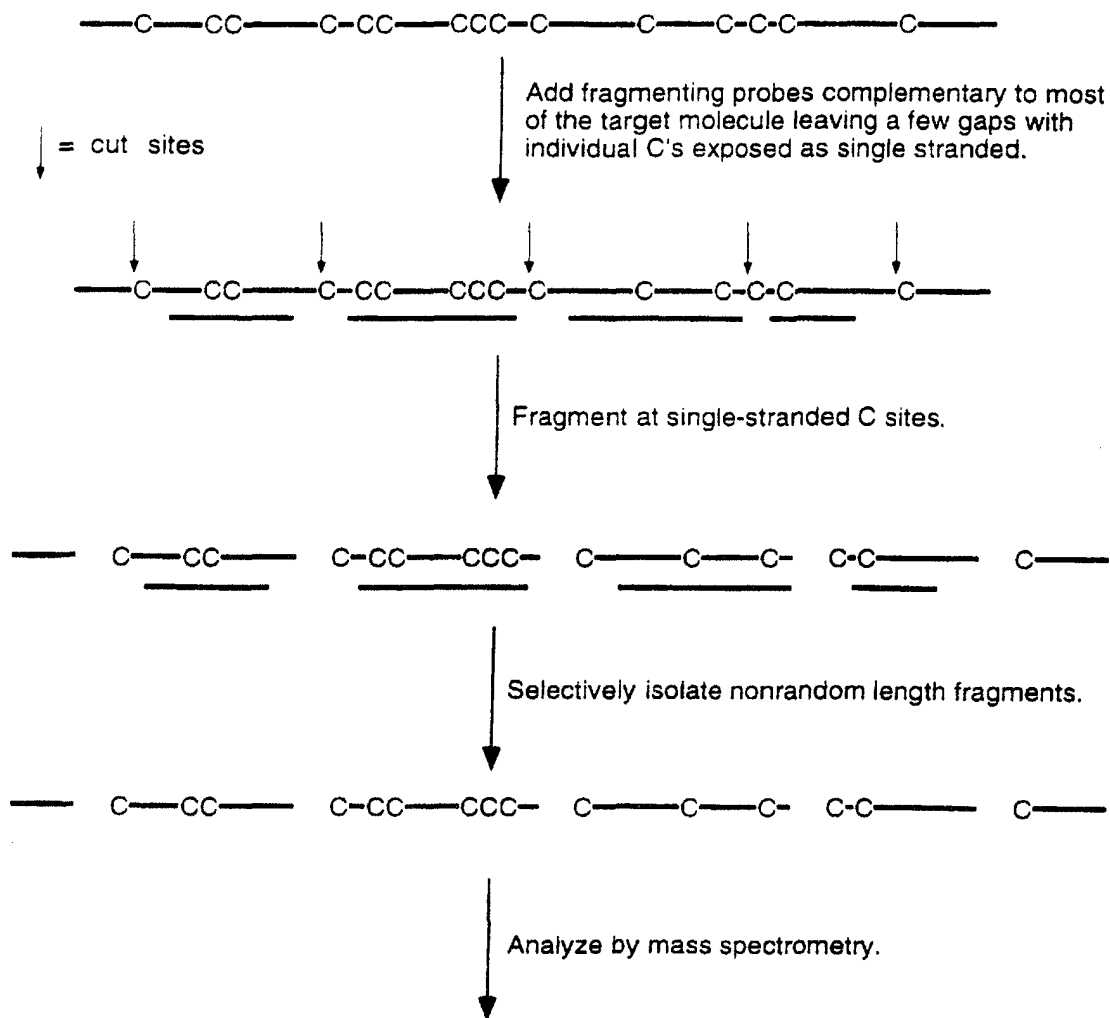 C CC C CC CCC C C C C C C
Add fragmenting probes complementary to most
of the target molecule leaving a few gaps with
individual C's exposed as single stranded.
= cut sites
C CC C CC CCC C C C C C C
Fragment at single-stranded C sites.
C CC C CC CCC C C C C C C
Selectively isolate nonrandom length fragments.
C CC C CC CCC C C C C C C
Analyze by mass spectrometry.